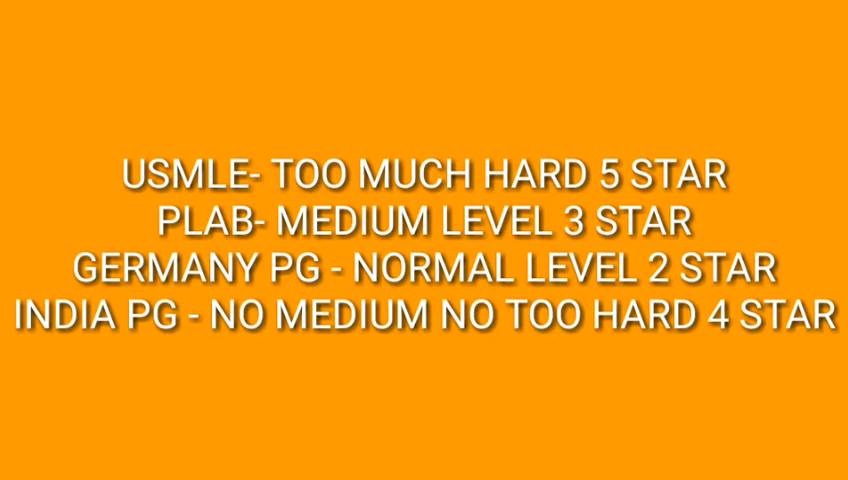 USMLE- TOO MUCH HARD 5 STAR
PLAB- MEDIUM LEVEL 3 STAR
GERMANY PG - NORMAL LEVEL 2 STAR
INDIA PG - NO MEDIUM NO TOO HARD 4 STAR